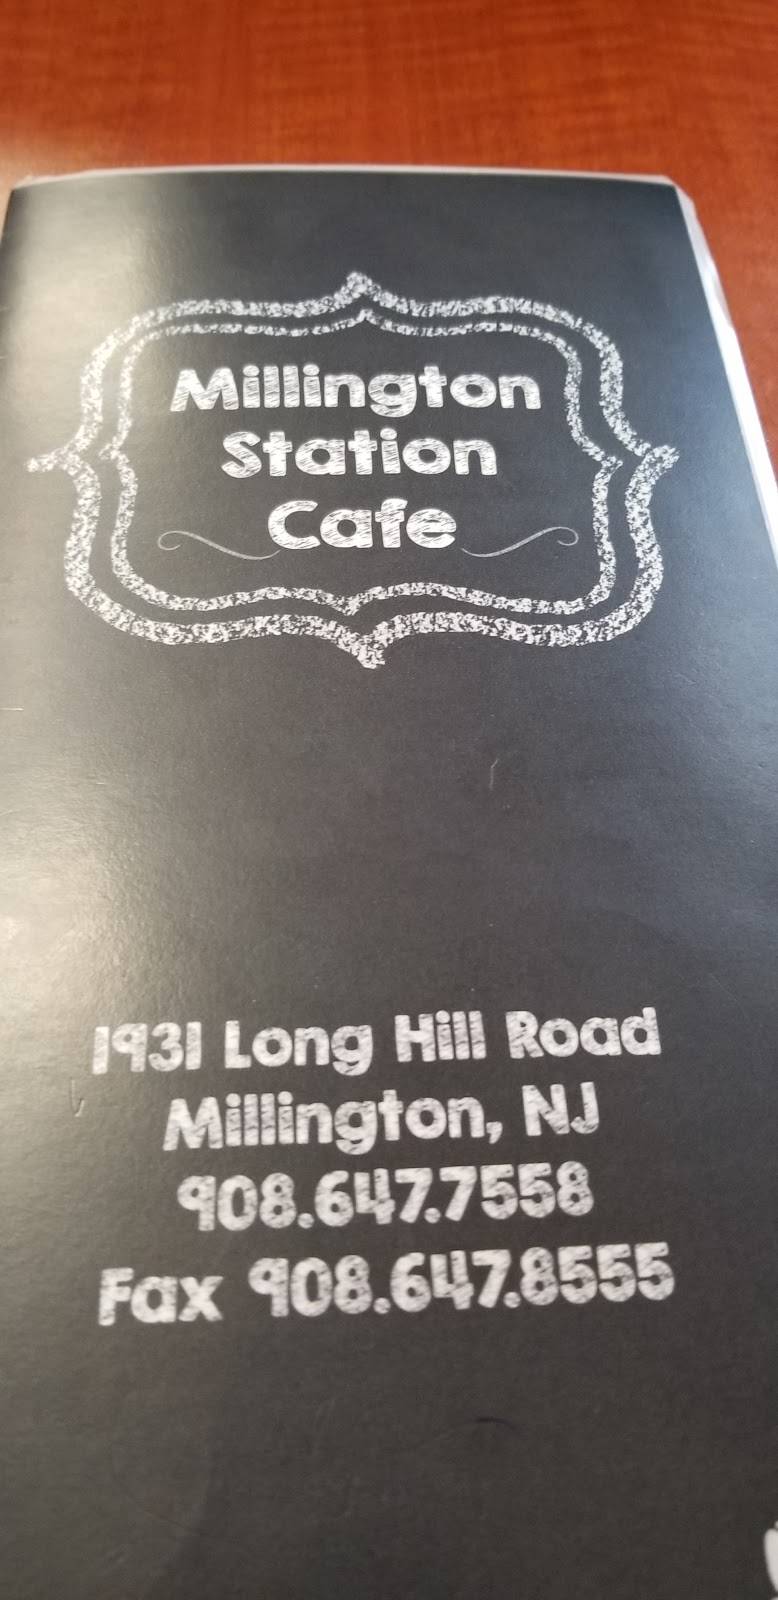 Millington
Station
Cafe
1931 Long Hill Road
Millington, NJ
908.647.7558
Fax 908.647.8555